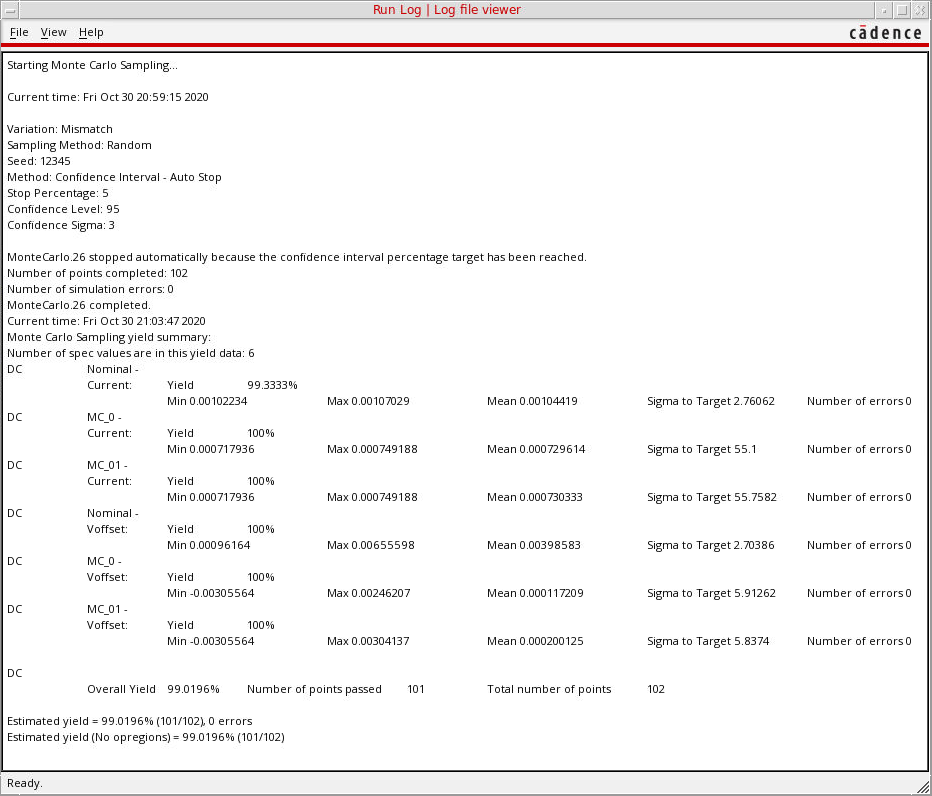 Run Log | Log file viewer
File View Help
cādence
Starting Monte Carlo Sampling...
Current time: Fri Oct 30 20:59:15 2020
Variation: Mismatch
Sampling Method: Random
Seed: 12345
Method: Confidence Interval - Auto Stop
Stop Percentage: 5
Confidence Level: 95
Confidence Sigma: 3
MonteCarlo.26 stopped automatically because the confidence interval percentage target has been reached.
Number of points completed: 102
Number of simulation errors: 0
MonteCarlo.26 completed.
Current time: Fri Oct 30 21:03:47 2020
Monte Carlo Sampling yield summary:
Number of spec values are in this yield data: 6
DC Nominal -
Current: Yield 99.3333%
Min 0.00102234 Max 0.00107029 Mean 0.00104419 Sigma to Target 2.76062 Number of errors 0
DC MC_0 -
Current: Yield 100%
Min 0.000717936 Max 0.000749188 Mean 0.000729614 Sigma to Target 55.1 Number of errors 0
DC MC_01 -
Current: Yield 100%
Min 0.000717936 Max 0.000749188 Mean 0.000730333 Sigma to Target 55.7582 Number of errors 0
DC Nominal -
Voffset: Yield 100%
Min 0.00096164 Max 0.00655598 Mean 0.00398583 Sigma to Target 2.70386 Number of errors 0
DC MC_0 -
Voffset: Yield 100%
Min -0.00305564 Max 0.00246207 Mean 0.000117209 Sigma to Target 5.91262 Number of errors 0
DC MC_01 -
Voffset: Yield 100%
Min -0.00305564 Max 0.00304137 Mean 0.000200125 Sigma to Target 5.8374 Number of errors 0
DC
Overall Yield 99.0196% Number of points passed 101 Total number of points 102
Estimated yield = 99.0196% (101/102), 0 errors
Estimated yield (No opregions) = 99.0196% (101/102)
Ready.